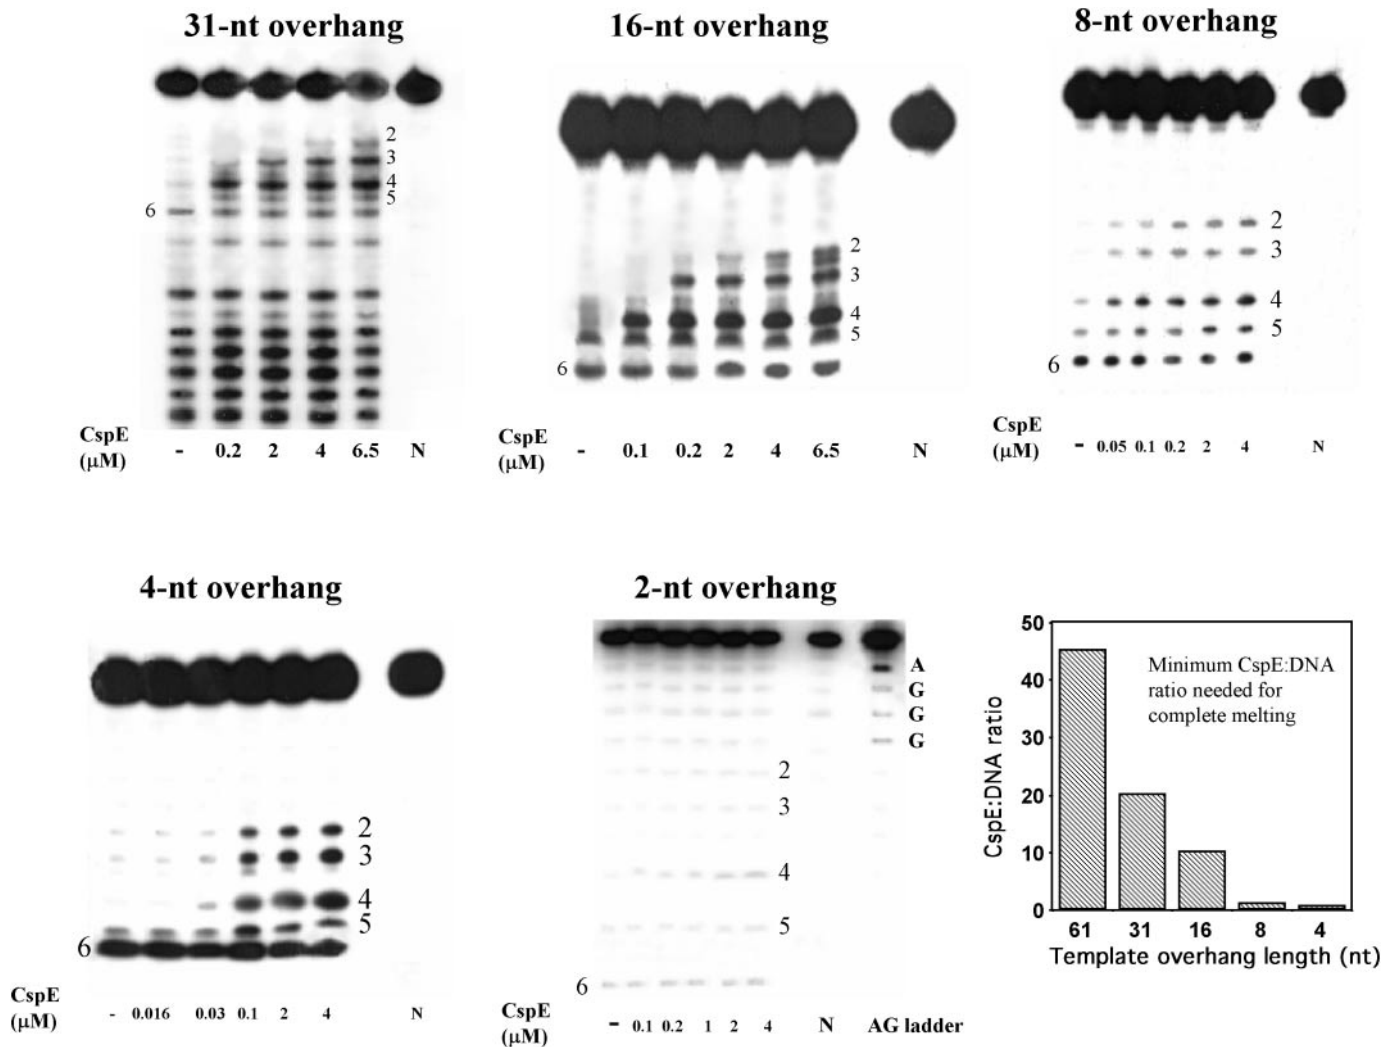 31-nt overhang
2
3
4
5
6
CspE
(μM)
- 0.2 2 4 6.5 N
16-nt overhang
2
3
4
5
6
CspE
(μM)
- 0.1 0.2 2 4 6.5 N
8-nt overhang
2
3
4
5
6
CspE
(μM)
- 0.05 0.1 0.2 2 4 N
4-nt overhang
2
3
4
5
6
CspE
(μM)
- 0.016 0.03 0.1 2 4 N
2-nt overhang
A
G
G
G
2
3
4
5
6
CspE
(μM)
- 0.1 0.2 1 2 4 N AG ladder
50
40
30
20
10
0
CspE:DNA ratio
Minimum CspE:DNA
ratio needed for
complete melting
61 31 16 8 4
Template overhang length (nt)